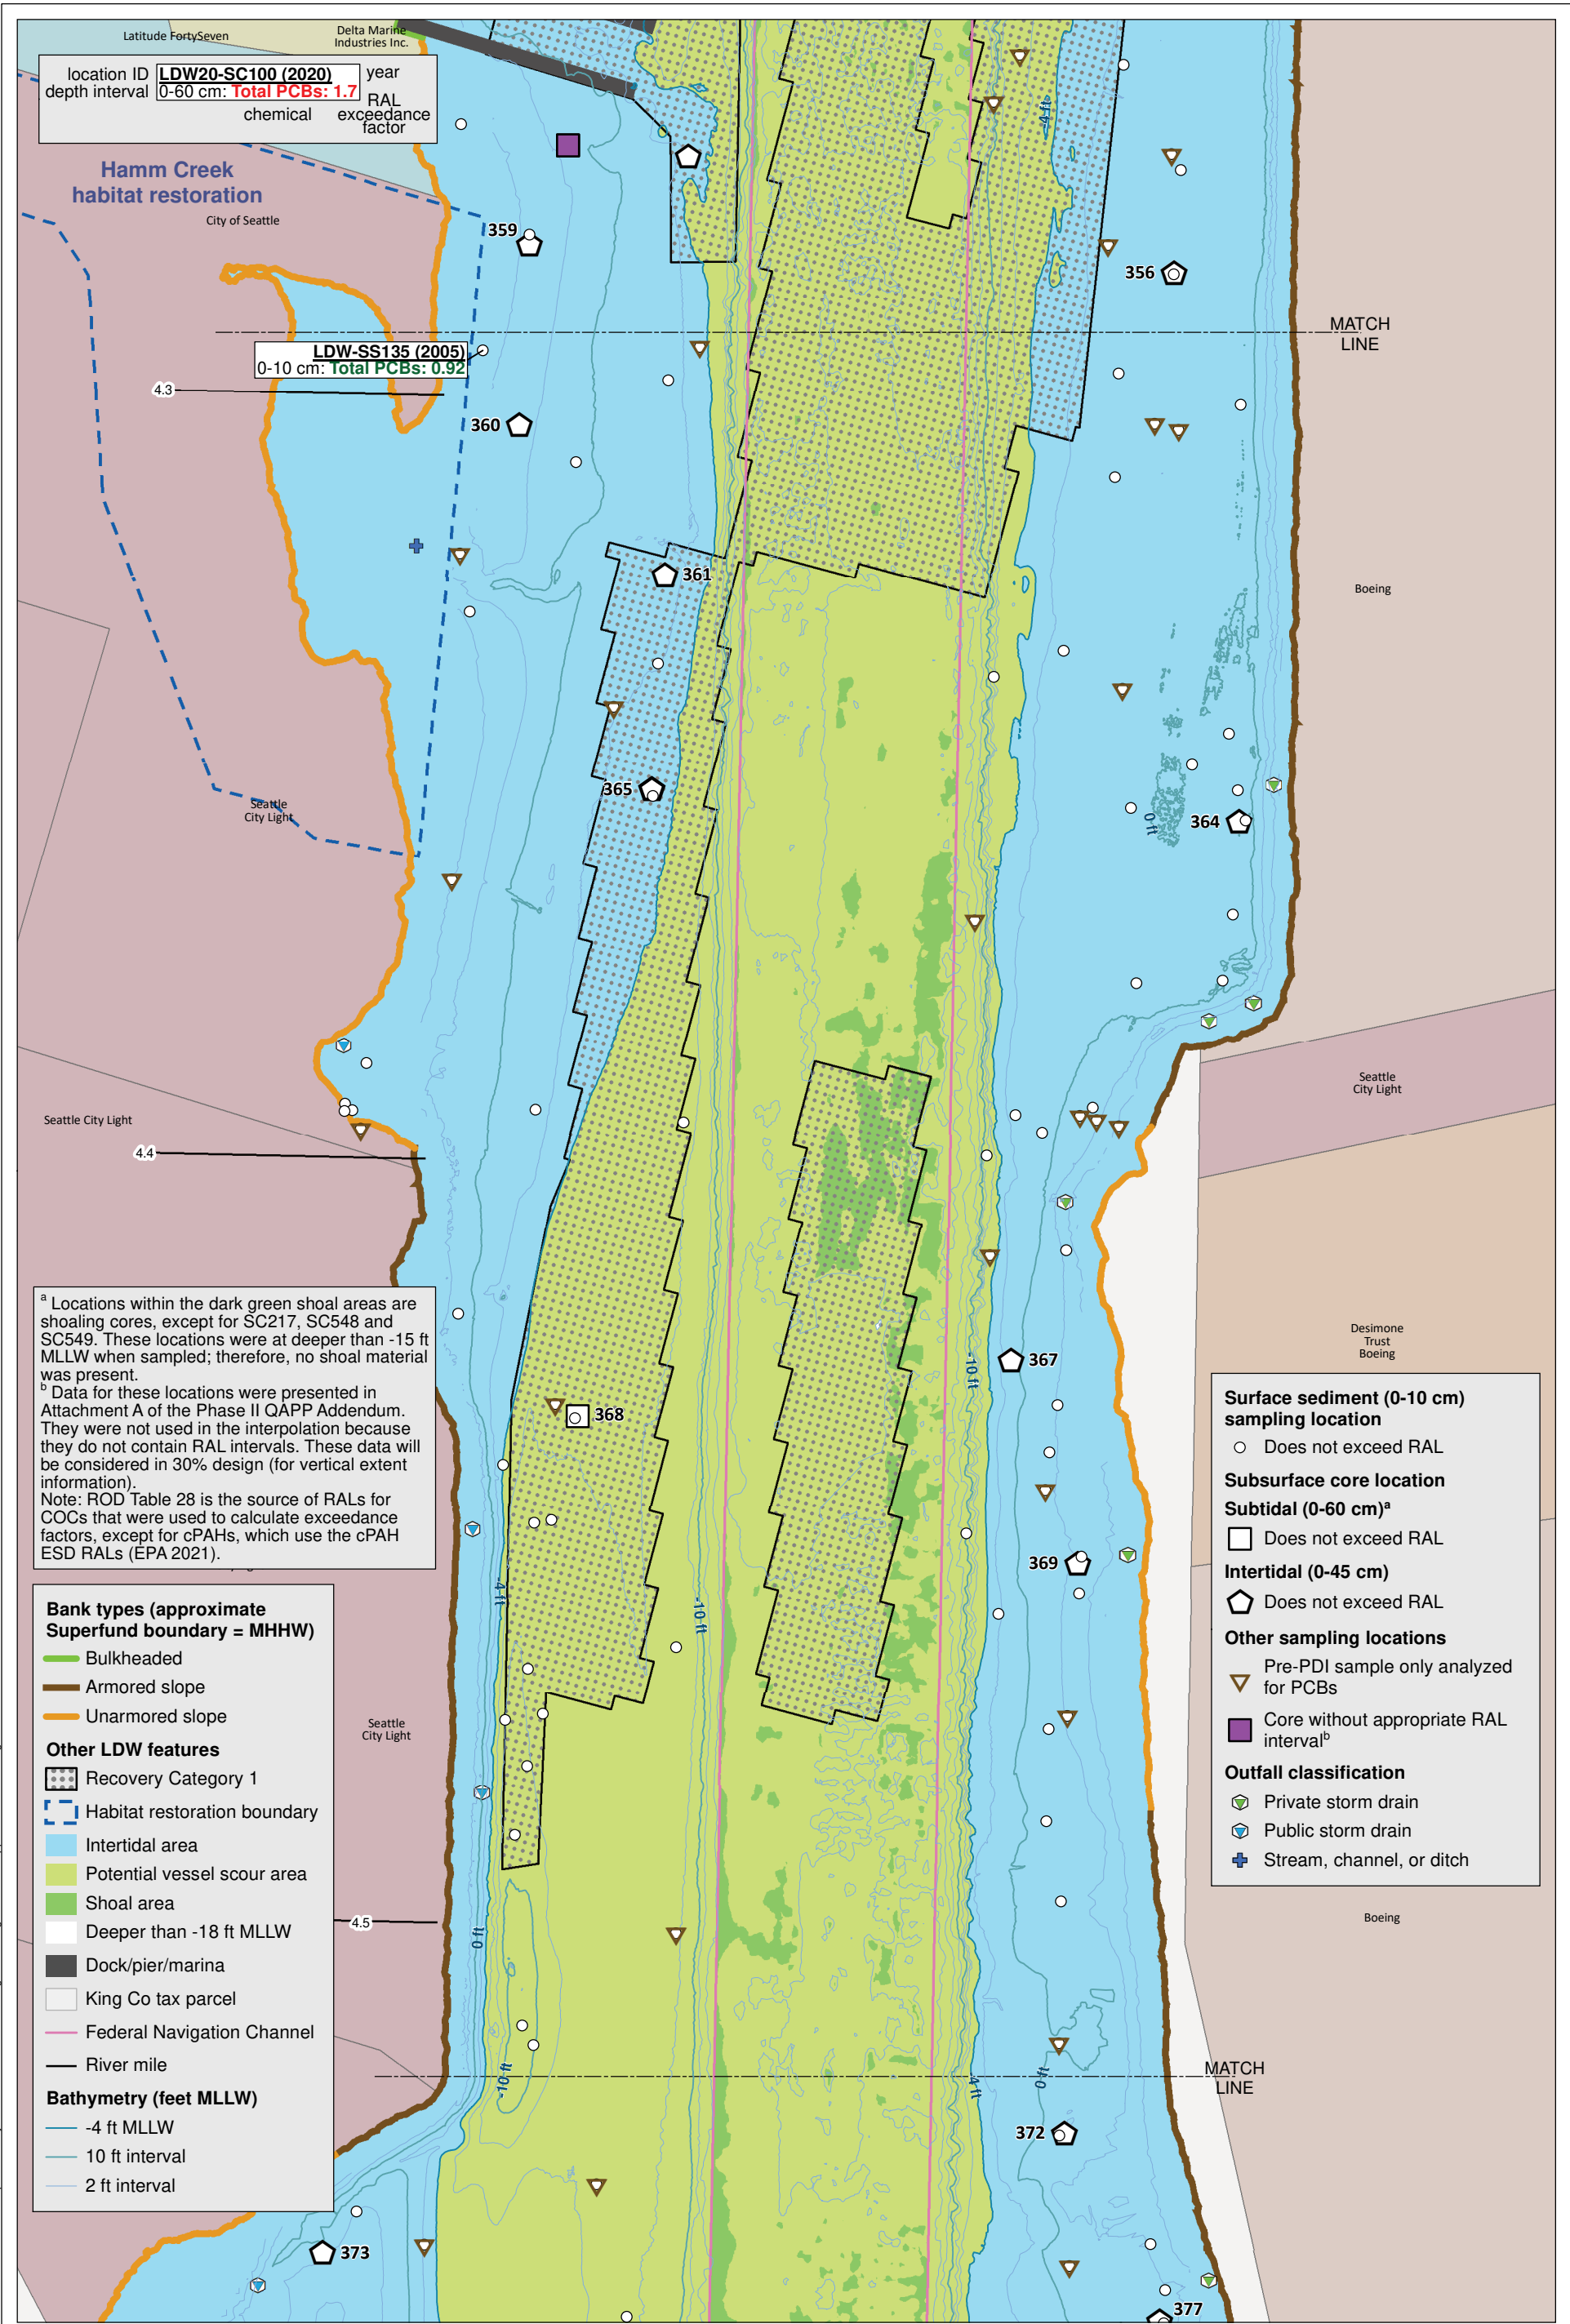 Latitude FortySeven
Delta Marine
Industries Inc.
location ID LDW20-SC100 (2020) year
depth interval 0-60 cm: Total PCBs: 1.7
chemical RAL
exceedance
factor
Hamm Creek
habitat restoration
City of Seattle
-4 ft
359
356
MATCH
LINE
LDW-SS135 (2005)
0-10 cm: Total PCBs: 0.92
4.3
360
361
Boeing
365
Seattle
City Light
364
0 ft
Seattle
City Light
Seattle City Light
4.4
a Locations within the dark green shoal areas are
shoaling cores, except for SC217, SC548 and
SC549. These locations were at deeper than -15 ft
MLLW when sampled; therefore, no shoal material
was present.
b Data for these locations were presented in
Attachment A of the Phase II QAPP Addendum.
They were not used in the interpolation because
they do not contain RAL intervals. These data will
be considered in 30% design (for vertical extent
information).
Note: ROD Table 28 is the source of RALs for
COCs that were used to calculate exceedance
factors, except for cPAHs, which use the cPAH
ESD RALs (EPA 2021).
Desimone
Trust
Boeing
367
-10 ft
368
369
-4 ft
-10 ft
Surface sediment (0-10 cm)
sampling location
Does not exceed RAL
Subsurface core location
Subtidal (0-60 cm)a
Does not exceed RAL
Intertidal (0-45 cm)
Does not exceed RAL
Other sampling locations
Pre-PDI sample only analyzed
for PCBs
Core without appropriate RAL
intervalb
Outfall classification
Private storm drain
Public storm drain
Stream, channel, or ditch
Bank types (approximate
Superfund boundary = MHHW)
Bulkheaded
Armored slope
Unarmored slope
Other LDW features
Recovery Category 1
Habitat restoration boundary
Intertidal area
Potential vessel scour area
Shoal area
Deeper than -18 ft MLLW
Dock/pier/marina
King Co tax parcel
Federal Navigation Channel
River mile
Bathymetry (feet MLLW)
-4 ft MLLW
10 ft interval
2 ft interval
Seattle
City Light
Boeing
4.5
0 ft
-10 ft
4 ft
0 ft
MATCH
LINE
372
373
377